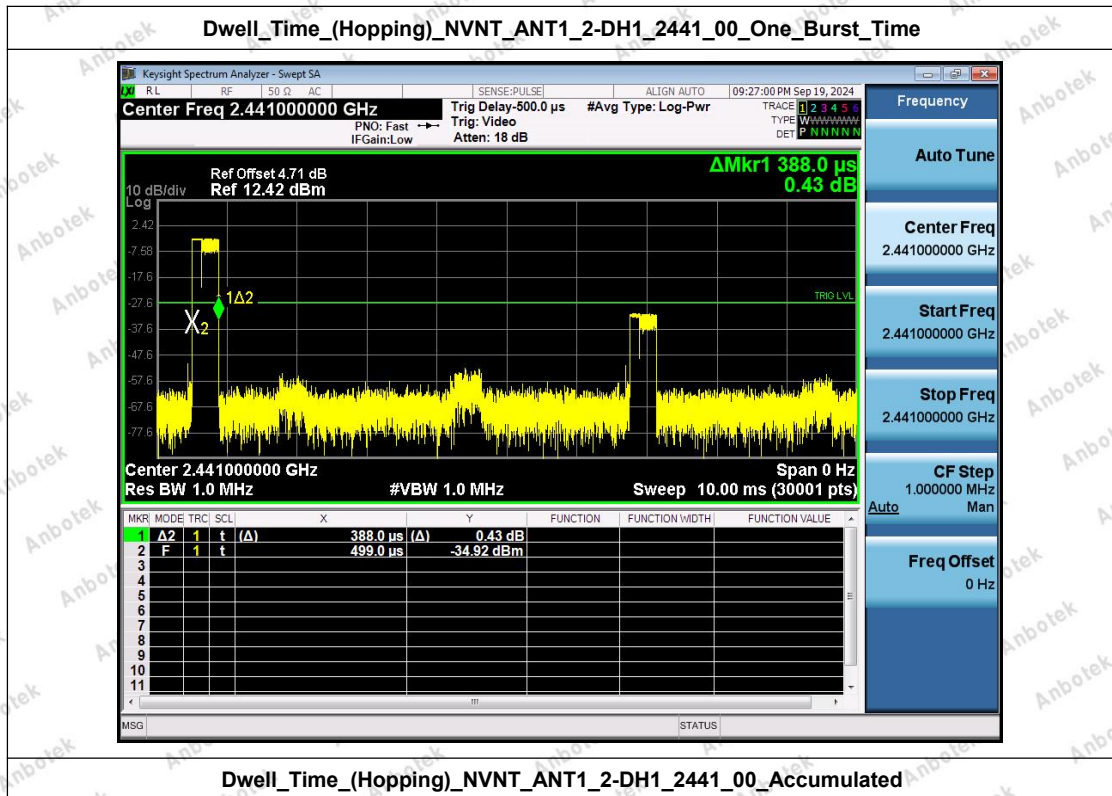 Dwell_Time_(Hopping)_NVNT_ANT1_2-DH1_2441_00_One_Burst_Time
Keysight Spectrum Analyzer - Swept SA
LXI RL RF 50 Ω AC SENSE:PULSE ALIGN AUTO 09:27:00 PM Sep 19, 2024
Center Freq 2.441000000 GHz
PNO: Fast
IFGain:Low
Trig Delay-500.0 µs
Trig: Video
Atten: 18 dB
#Avg Type: Log-Pwr
TRACE 1 2 3 4 5 6
TYPE WWWWWW
DET P N N N N N
ΔMkr1 388.0 µs
0.43 dB
Ref Offset 4.71 dB
10 dB/div Ref 12.42 dBm
Log
2.42
-7.58
-17.6
-27.6
-37.6
-47.6
-57.6
-67.6
-77.6
1Δ2
TRIG LVL
X2
Center 2.441000000 GHz Span 0 Hz
Res BW 1.0 MHz #VBW 1.0 MHz Sweep 10.00 ms (30001 pts)
MKR MODE TRC SCL X Y FUNCTION FUNCTION WIDTH FUNCTION VALUE
1 Δ2 1 t (Δ) 388.0 µs (Δ) 0.43 dB
2 F 1 t 499.0 µs -34.92 dBm
3
4
5
6
7
8
9
10
11
MSG STATUS
Frequency
Auto Tune
Center Freq
2.441000000 GHz
Start Freq
2.441000000 GHz
Stop Freq
2.441000000 GHz
CF Step
1.000000 MHz
Auto Man
Freq Offset
0 Hz
Dwell_Time_(Hopping)_NVNT_ANT1_2-DH1_2441_00_Accumulated
Anbotek